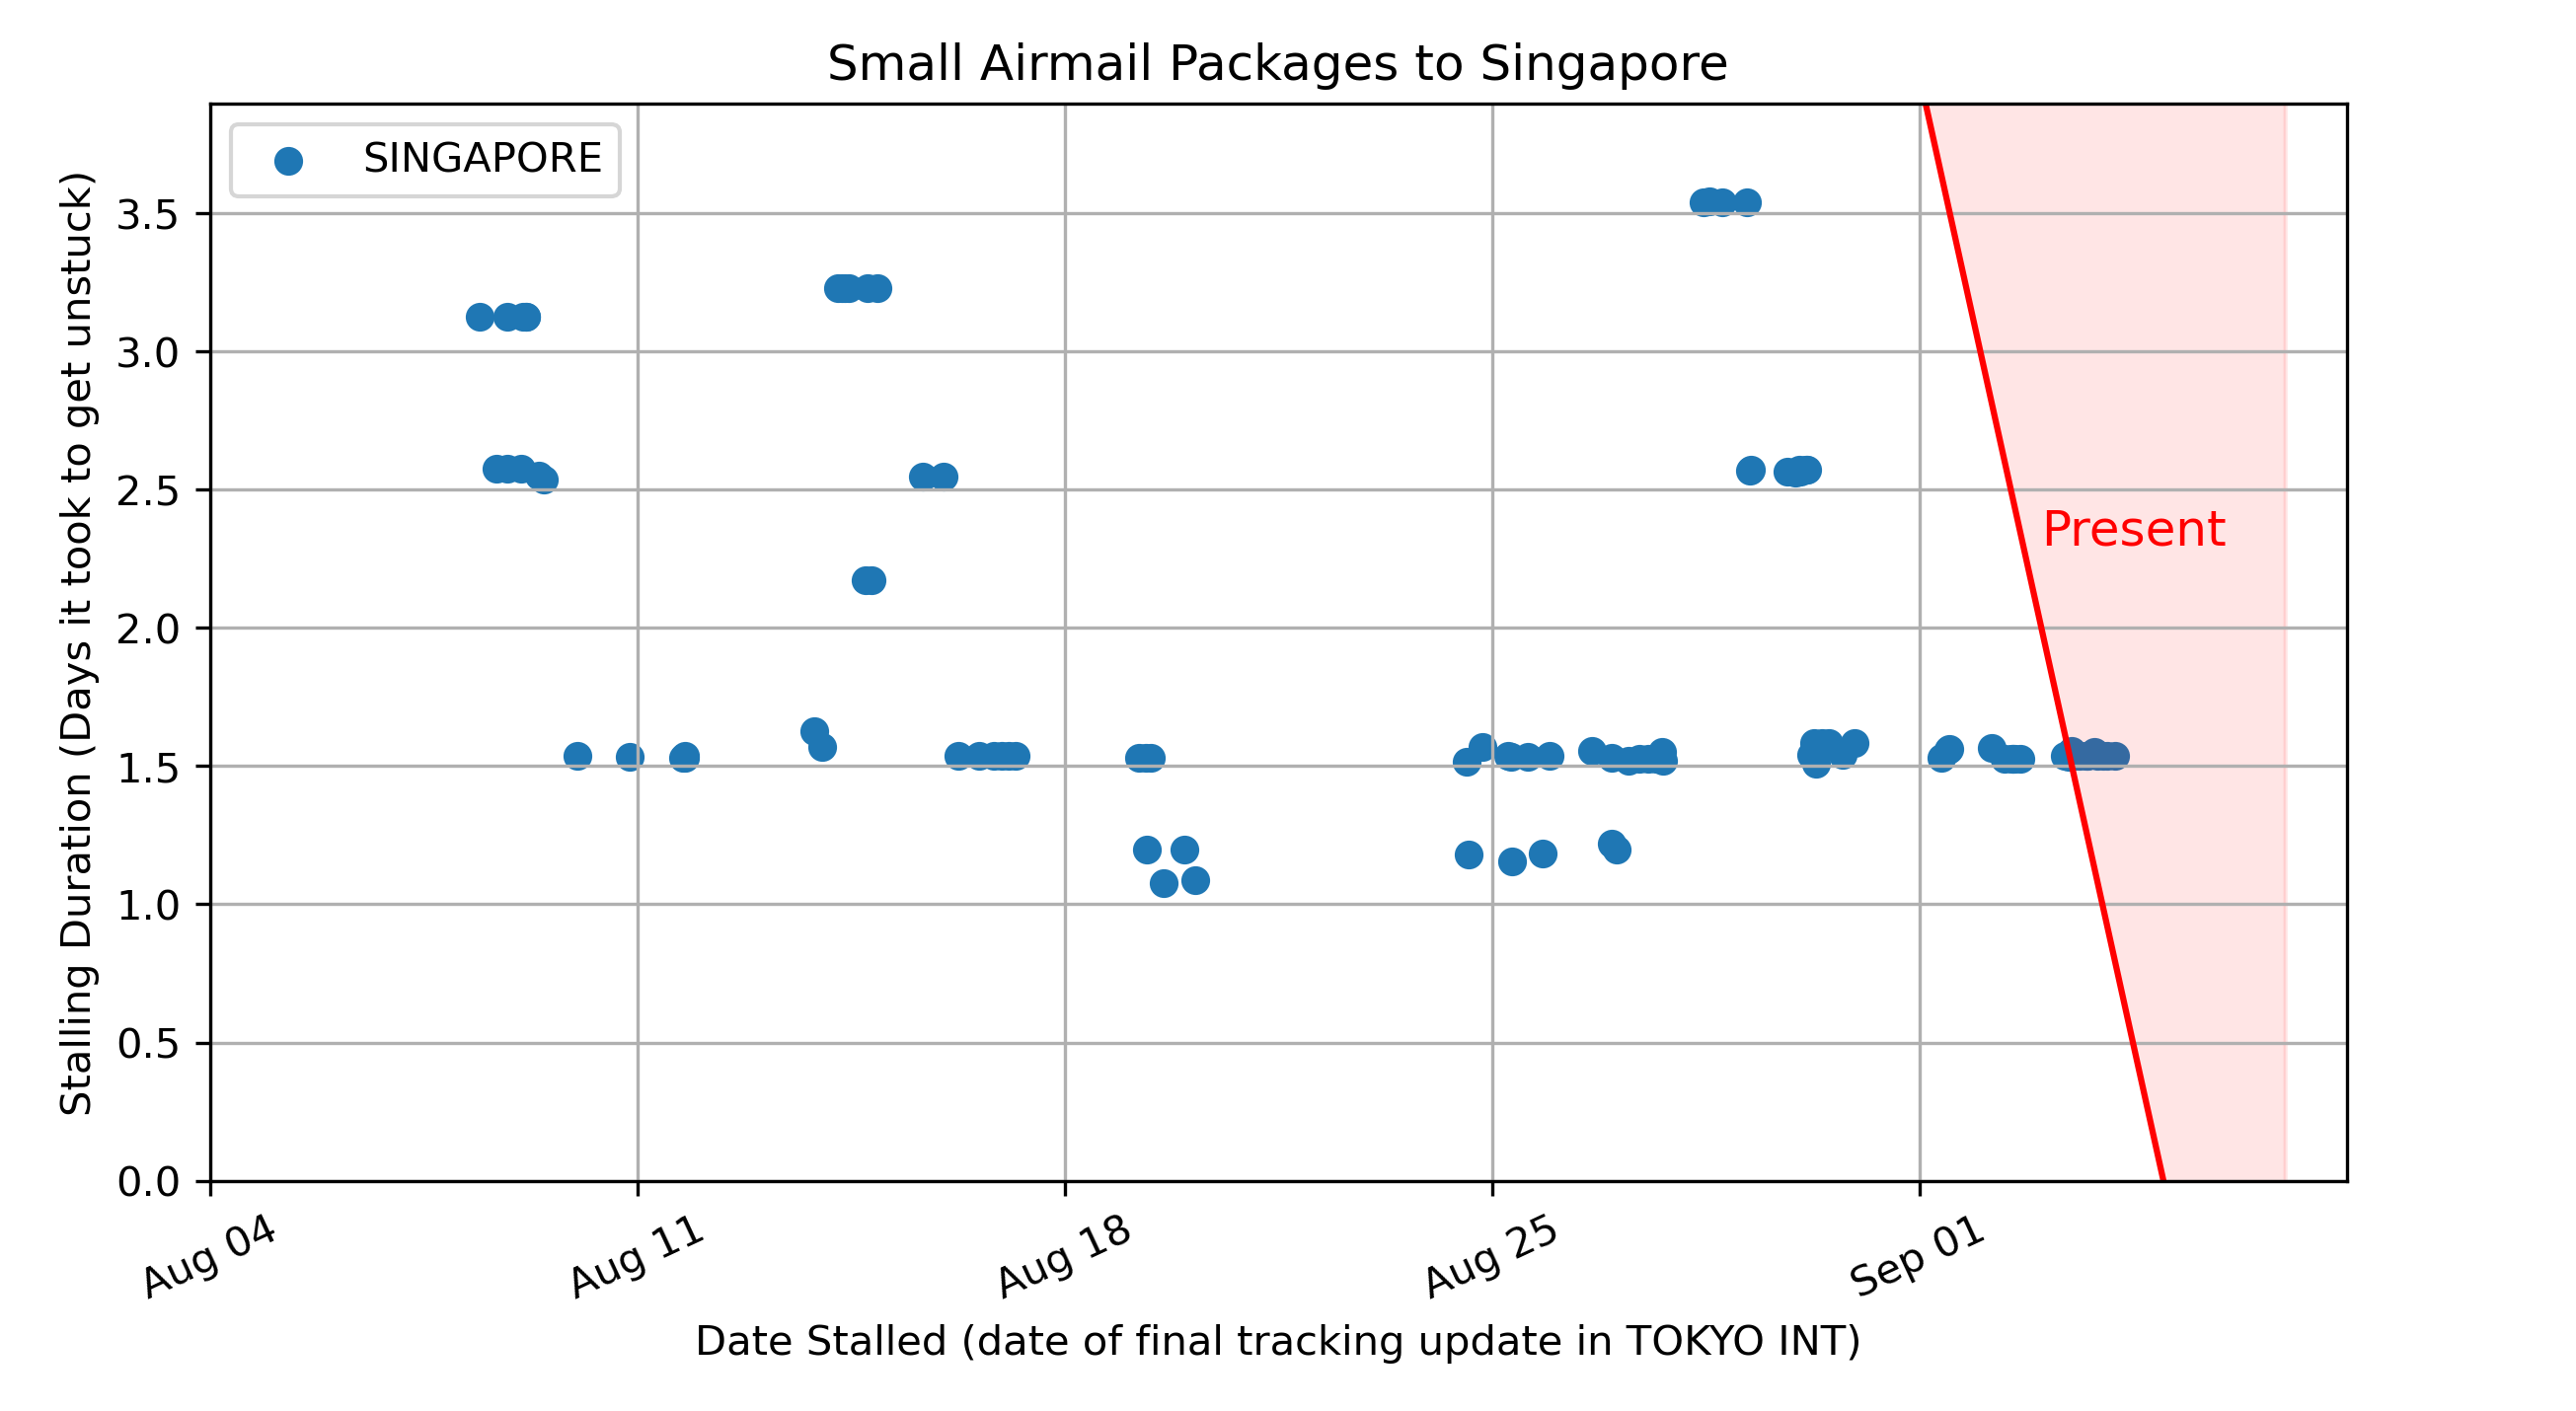 Small Airmail Packages to Singapore
SINGAPORE
Stalling Duration (Days it took to get unstuck)
3.5
3.0
2.5
2.0
1.5
1.0
0.5
0.0
Present
Aug 04
Aug 11
Aug 18
Aug 25
Sep 01
Date Stalled (date of final tracking update in TOKYO INT)